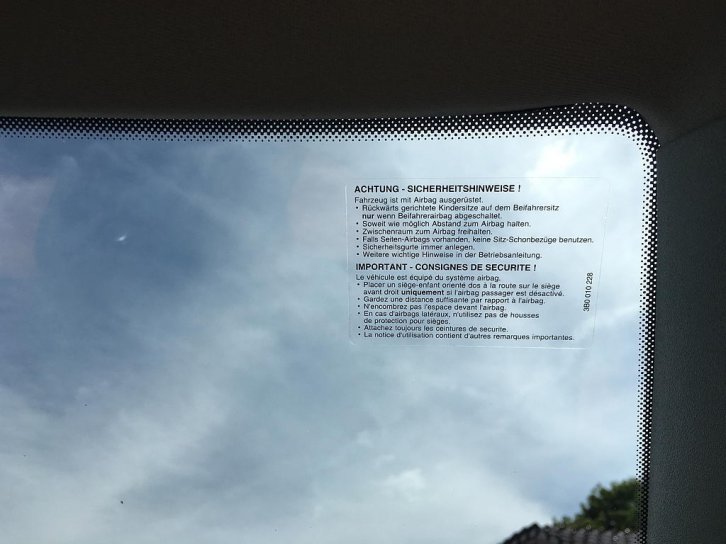 ACHTUNG - SICHERHEITSHINWEISE !
Fahrzeug ist mit Airbag ausgerüstet.
• Rückwärts gerichtete Kindersitze auf dem Beifahrersitz
nur wenn Beifahrerairbag abgeschaltet.
• Soweit wie möglich Abstand zum Airbag halten.
• Zwischenraum zum Airbag freihalten.
• Falls Seiten-Airbags vorhanden, keine Sitz-Schonbezüge benutzen.
• Sicherheitsgurte immer anlegen.
• Weitere wichtige Hinweise in der Betriebsanleitung.
IMPORTANT - CONSIGNES DE SECURITE !
Le véhicule est équipé du système airbag.
• Placer un siège-enfant orienté dos à la route sur le siège
avant droit uniquement si l'airbag passager est désactivé.
• Gardez une distance suffisante par rapport à l'airbag.
• N'encombrez pas l'espace devant l'airbag.
• En cas d'airbags latéraux, n'utilisez pas de housses
de protection pour sièges.
• Attachez toujours les ceintures de securite.
• La notice d'utilisation contient d'autres remarques importantes.
3B0 010 228